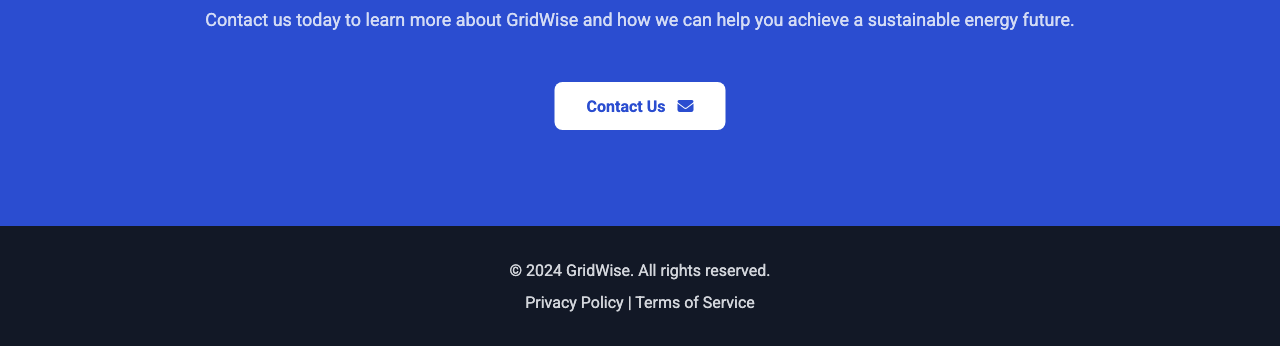 Contact us today to learn more about GridWise and how we can help you achieve a sustainable energy future.
Contact Us
© 2024 GridWise. All rights reserved.
Privacy Policy | Terms of Service